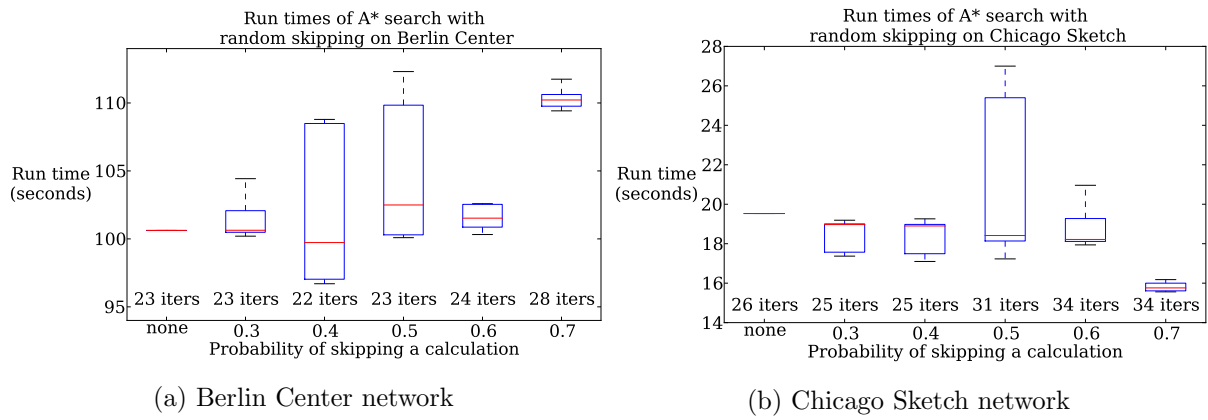 Run times of A* search with
random skipping on Berlin Center
110
105
100
95
Run time
(seconds)
23 iters 23 iters 22 iters 23 iters 24 iters 28 iters
none 0.3 0.4 0.5 0.6 0.7
Probability of skipping a calculation
(a) Berlin Center network
Run times of A* search with
random skipping on Chicago Sketch
28
26
24
22
20
18
16
14
Run time
(seconds)
26 iters 25 iters 25 iters 31 iters 34 iters 34 iters
none 0.3 0.4 0.5 0.6 0.7
Probability of skipping a calculation
(b) Chicago Sketch network